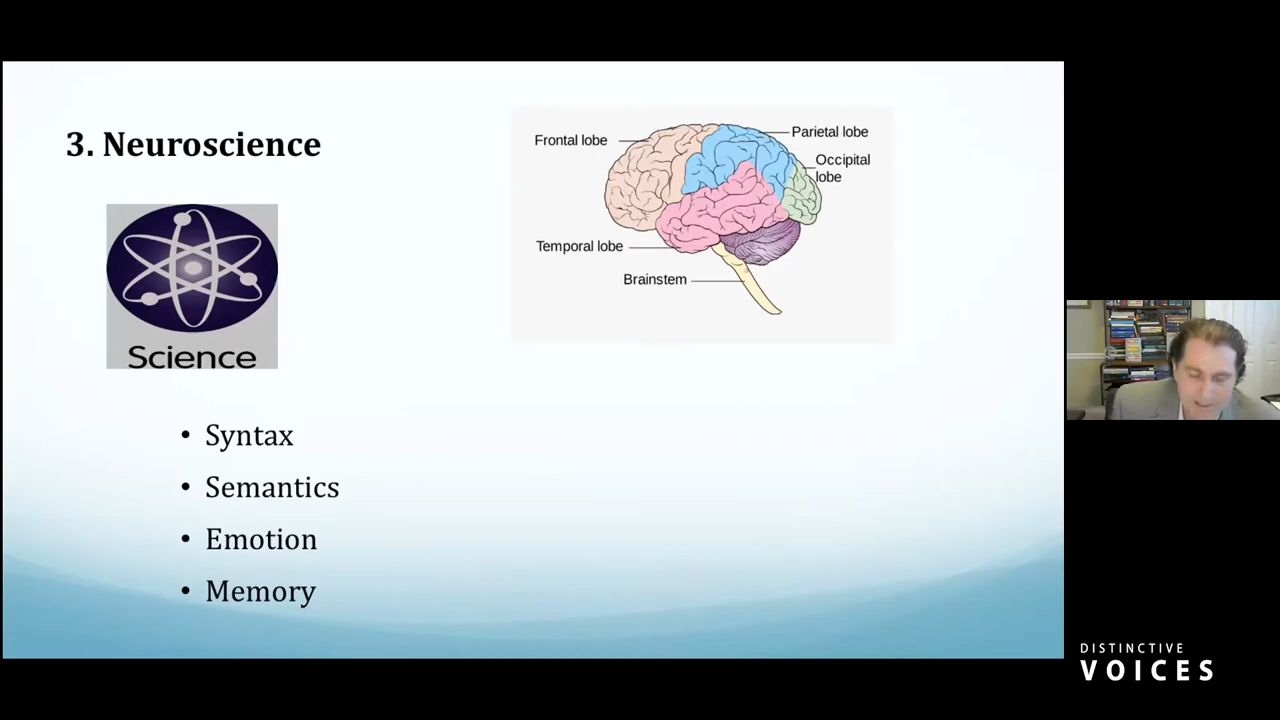 3. Neuroscience
Frontal lobe
Parietal lobe
Occipital
lobe
Temporal lobe
Brainstem
Science
• Syntax
• Semantics
• Emotion
• Memory
DISTINCTIVE
VOICES